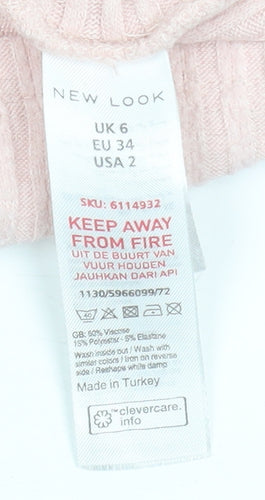 NEW LOOK
UK 6
EU 34
USA 2
SKU: 6114932
KEEP AWAY
FROM FIRE
UIT DE BUURT VAN
VUUR HOUDEN
JAUHKAN DARI API
1130/5966099/72
40
GB: 80% Viscose
15% Polyester - 5% Elastane
Wash inside out / Wash with
similar colors / Iron on reverse
side / Reshape while damp
Made in Turkey
clevercare.
info